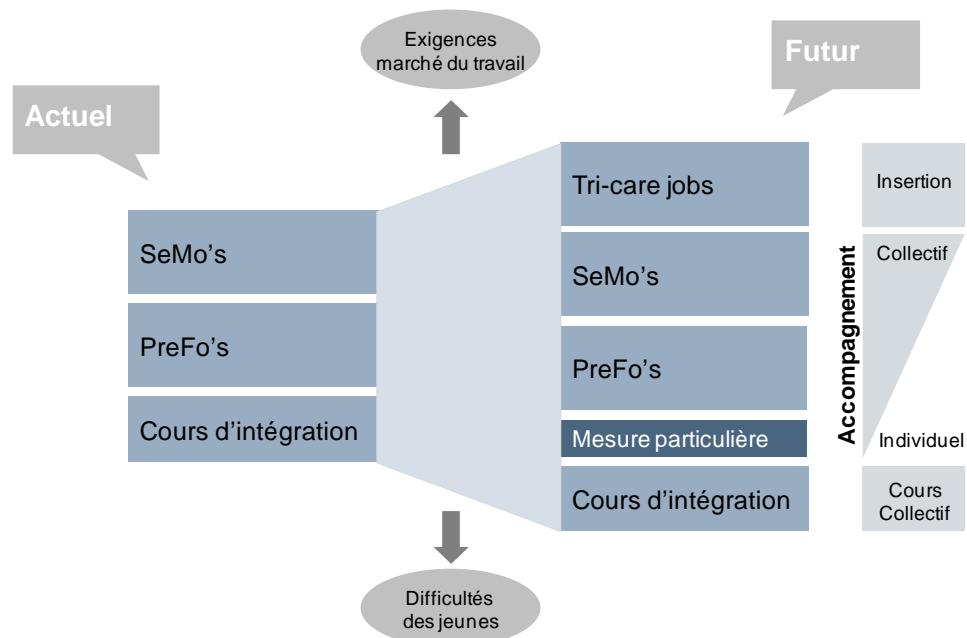 Exigences
marché du travail
Futur
Actuel
Tri-care jobs
Insertion
SeMo's
SeMo's
Collectif
PreFo's
PreFo's
Accompagnement
Cours d'intégration
Mesure particulière
Individuel
Cours d'intégration
Cours
Collectif
Difficultés
des jeunes